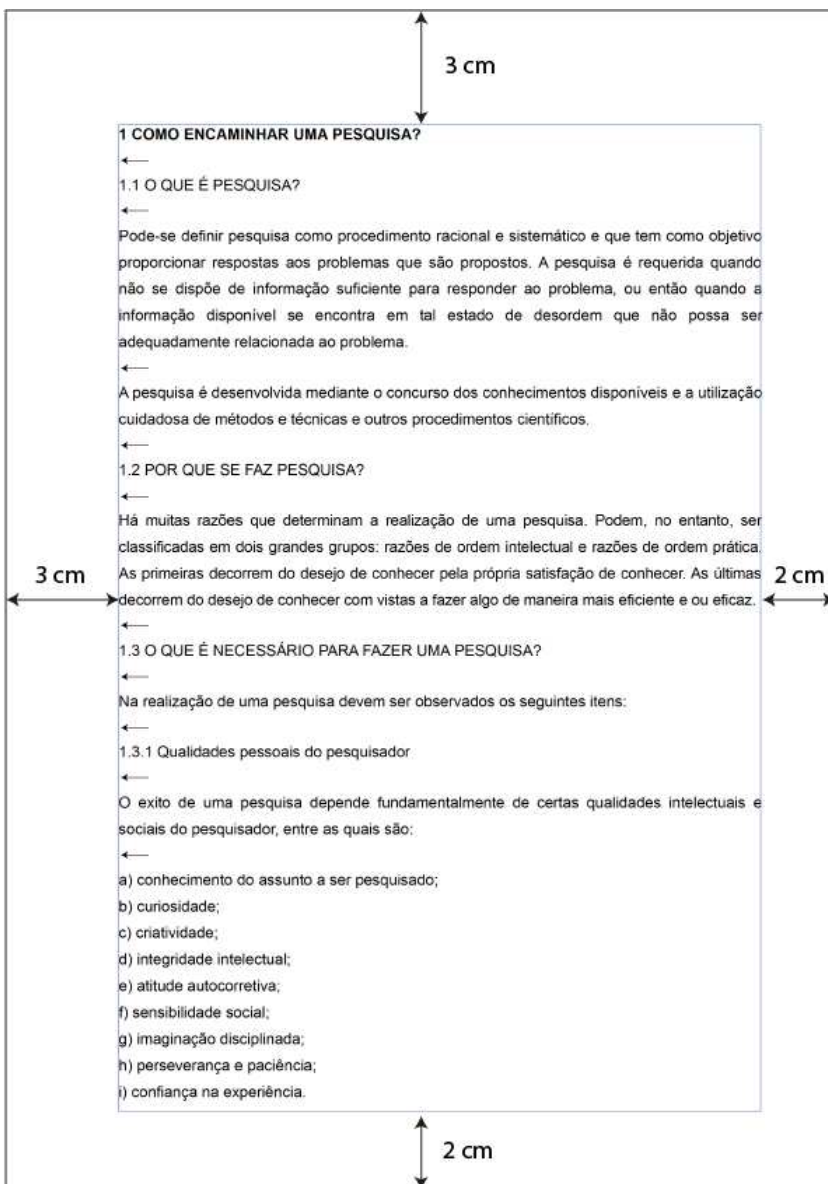 3 cm
1 COMO ENCAMINHAR UMA PESQUISA?
1.1 O QUE É PESQUISA?
Pode-se definir pesquisa como procedimento racional e sistemático e que tem como objetivo
proporcionar respostas aos problemas que são propostos. A pesquisa é requerida quando
não se dispõe de informação suficiente para responder ao problema, ou então quando a
informação disponível se encontra em tal estado de desordem que não possa ser
adequadamente relacionada ao problema.
A pesquisa é desenvolvida mediante o concurso dos conhecimentos disponíveis e a utilização
cuidadosa de métodos e técnicas e outros procedimentos científicos.
1.2 POR QUE SE FAZ PESQUISA?
Há muitas razões que determinam a realização de uma pesquisa. Podem, no entanto, ser
classificadas em dois grandes grupos: razões de ordem intelectual e razões de ordem prática.
As primeiras decorrem do desejo de conhecer pela própria satisfação de conhecer. As últimas
decorrem do desejo de conhecer com vistas a fazer algo de maneira mais eficiente e ou eficaz.
3 cm
2 cm
1.3 O QUE É NECESSÁRIO PARA FAZER UMA PESQUISA?
Na realização de uma pesquisa devem ser observados os seguintes itens:
1.3.1 Qualidades pessoais do pesquisador
O exito de uma pesquisa depende fundamentalmente de certas qualidades intelectuais e
sociais do pesquisador, entre as quais são:
a) conhecimento do assunto a ser pesquisado;
b) curiosidade;
c) criatividade;
d) integridade intelectual;
e) atitude autocorretiva;
f) sensibilidade social;
g) imaginação disciplinada;
h) perseverança e paciência;
i) confiança na experiência.
2 cm